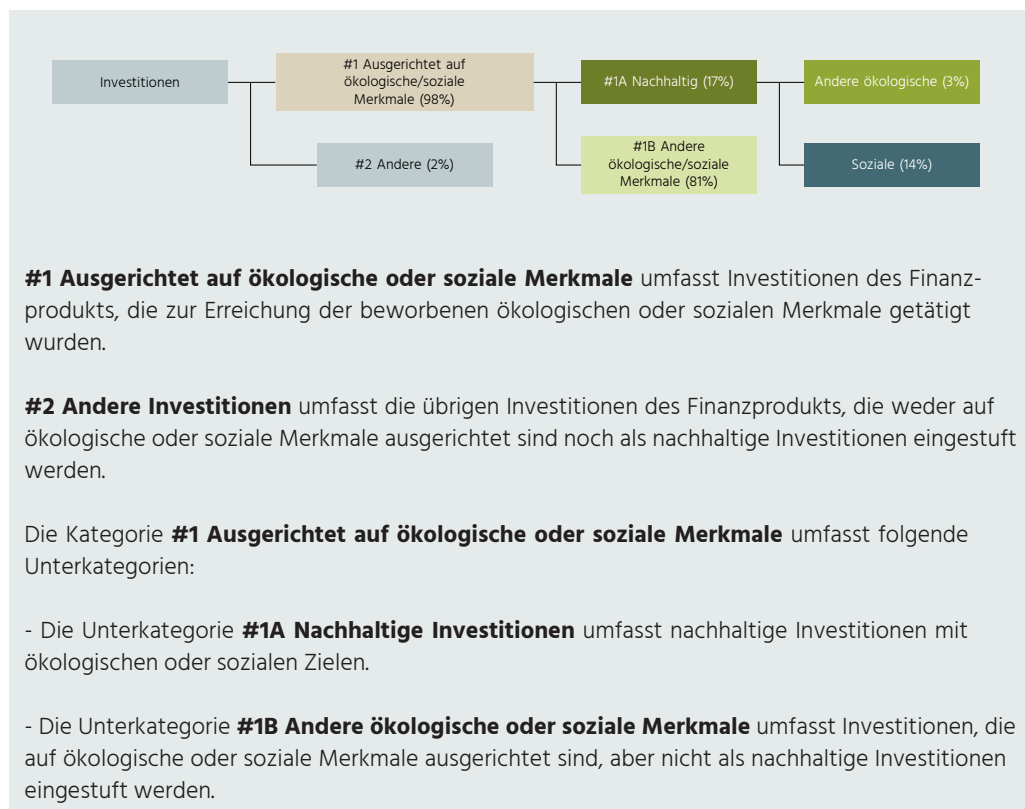 Investitionen
#1 Ausgerichtet auf
ökologische/soziale
Merkmale (98%)
#1A Nachhaltig (17%)
Andere ökologische (3%)
#2 Andere (2%)
#1B Andere
ökologische/soziale
Merkmale (81%)
Soziale (14%)
#1 Ausgerichtet auf ökologische oder soziale Merkmale umfasst Investitionen des Finanz-
produkts, die zur Erreichung der beworbenen ökologischen oder sozialen Merkmale getätigt
wurden.
#2 Andere Investitionen umfasst die übrigen Investitionen des Finanzprodukts, die weder auf
ökologische oder soziale Merkmale ausgerichtet sind noch als nachhaltige Investitionen eingestuft
werden.
Die Kategorie #1 Ausgerichtet auf ökologische oder soziale Merkmale umfasst folgende
Unterkategorien:
- Die Unterkategorie #1A Nachhaltige Investitionen umfasst nachhaltige Investitionen mit
ökologischen oder sozialen Zielen.
- Die Unterkategorie #1B Andere ökologische oder soziale Merkmale umfasst Investitionen, die
auf ökologische oder soziale Merkmale ausgerichtet sind, aber nicht als nachhaltige Investitionen
eingestuft werden.